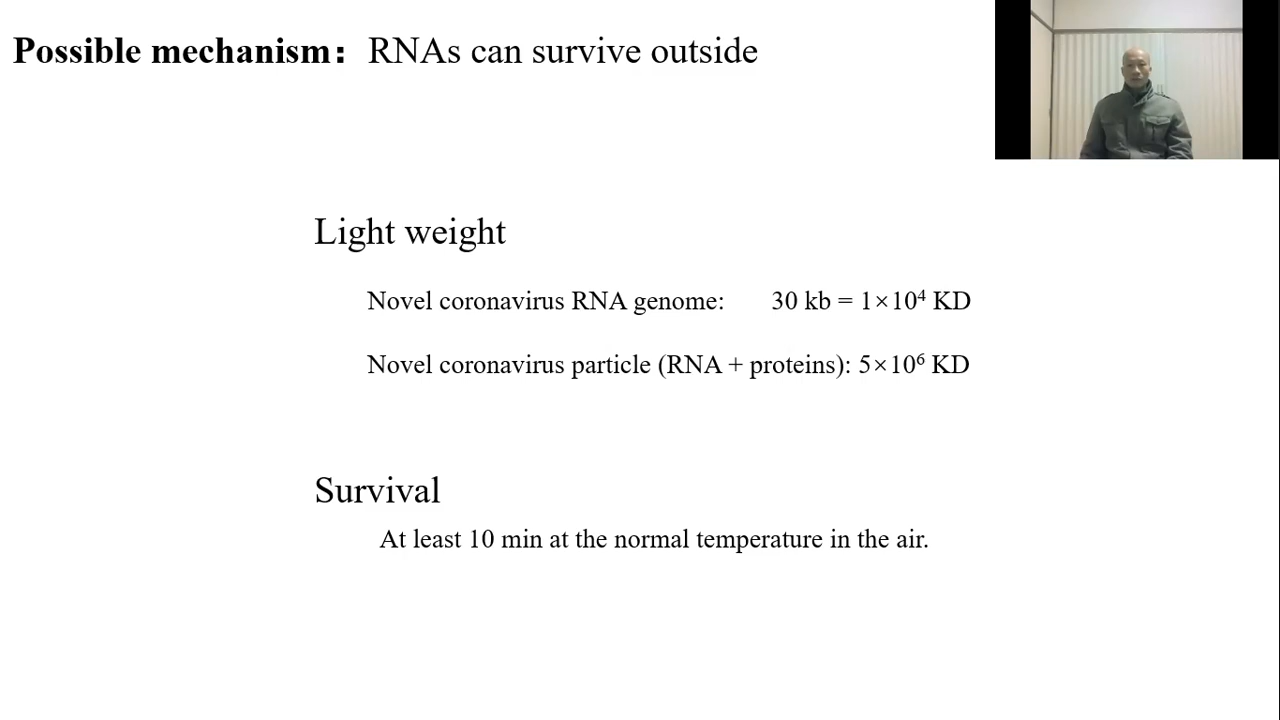 Possible mechanism： RNAs can survive outside
Light weight
Novel coronavirus RNA genome: 30 kb = 1×10⁴ KD
Novel coronavirus particle (RNA + proteins): 5×10⁶ KD
Survival
At least 10 min at the normal temperature in the air.